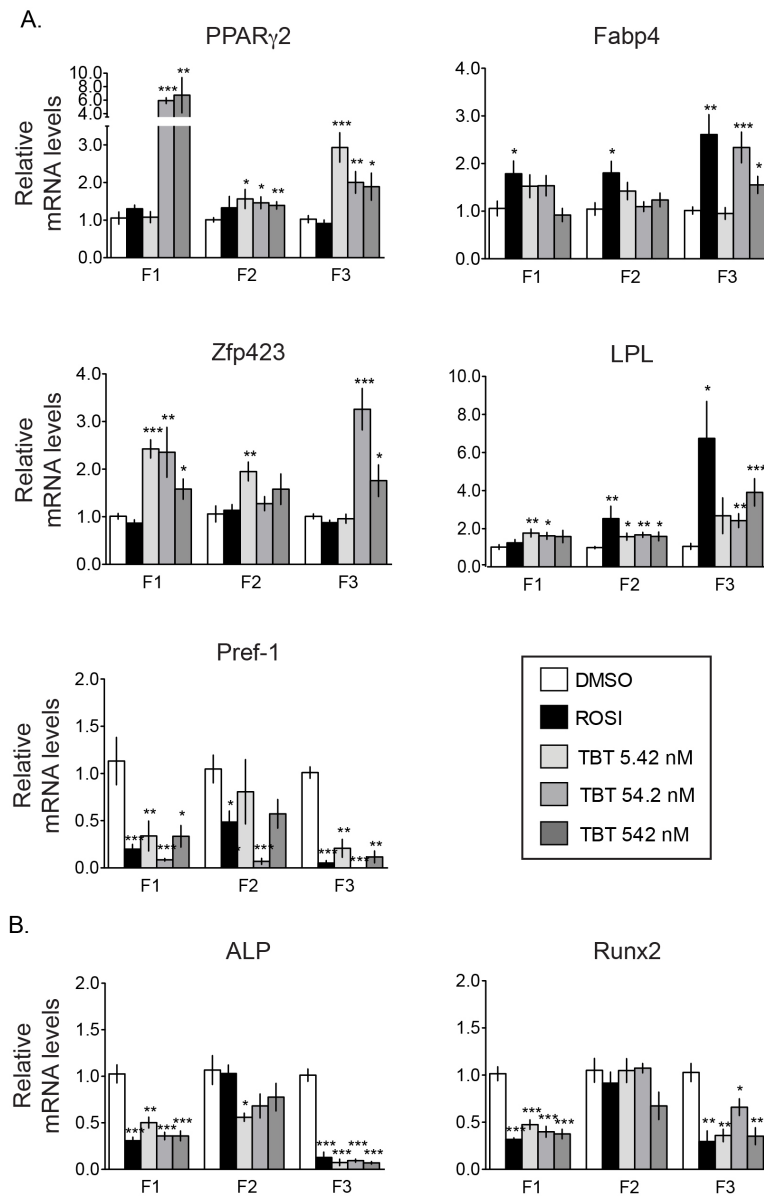 A.
PPARγ2
Relative
mRNA levels
10.0
8.0
6.0
4.0
3.0
2.0
1.0
0.0
***
**
*
*
**
***
**
*
F1
F2
F3
Fabp4
4.0
3.0
2.0
1.0
0.0
*
*
**
***
*
F1
F2
F3
Zfp423
Relative
mRNA levels
4.0
3.0
2.0
1.0
0.0
***
**
*
**
***
*
F1
F2
F3
LPL
10.0
8.0
6.0
4.0
2.0
0.0
**
*
**
*
**
*
*
**
***
F1
F2
F3
Pref-1
Relative
mRNA levels
2.0
1.5
1.0
0.5
0.0
***
**
***
*
*
***
***
**
***
**
F1
F2
F3
DMSO
ROSI
TBT 5.42 nM
TBT 54.2 nM
TBT 542 nM
B.
ALP
Relative
mRNA levels
2.0
1.5
1.0
0.5
0.0
***
**
***
***
*
***
***
***
***
F1
F2
F3
Runx2
2.0
1.5
1.0
0.5
0.0
***
***
***
***
**
**
*
**
F1
F2
F3